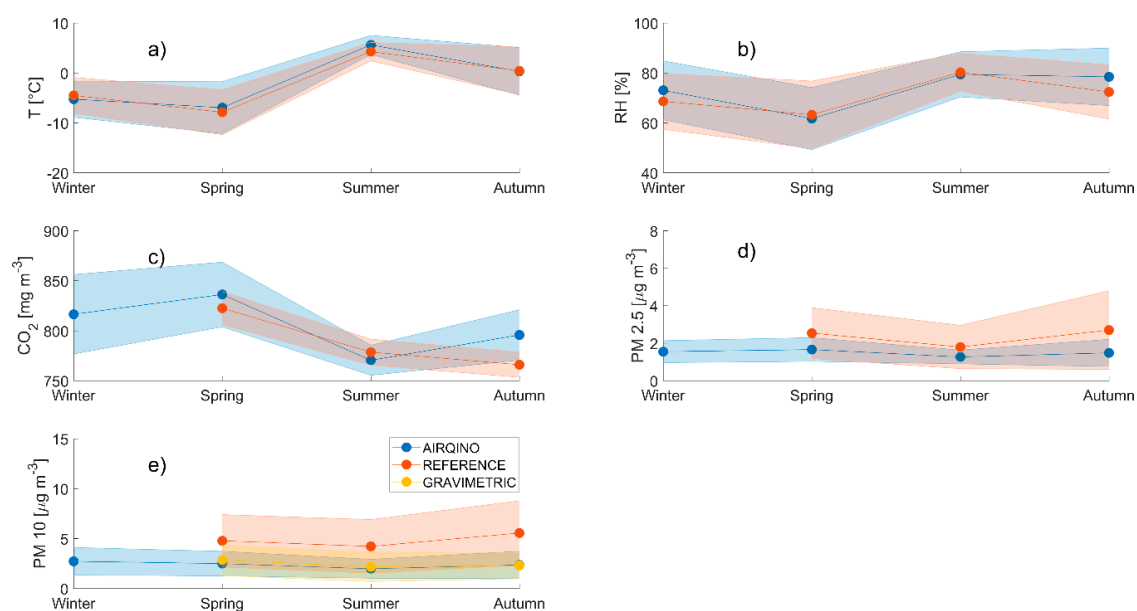 a)
T [°C]
10
0
-10
-20
Winter Spring Summer Autumn
b)
RH [%]
100
80
60
40
Winter Spring Summer Autumn
c)
CO₂ [mg m⁻³]
900
850
800
750
Winter Spring Summer Autumn
d)
PM 2.5 [μg m⁻³]
8
6
4
2
0
Winter Spring Summer Autumn
e)
PM 10 [μg m⁻³]
15
10
5
0
Winter Spring Summer Autumn
AIRQINO
REFERENCE
GRAVIMETRIC